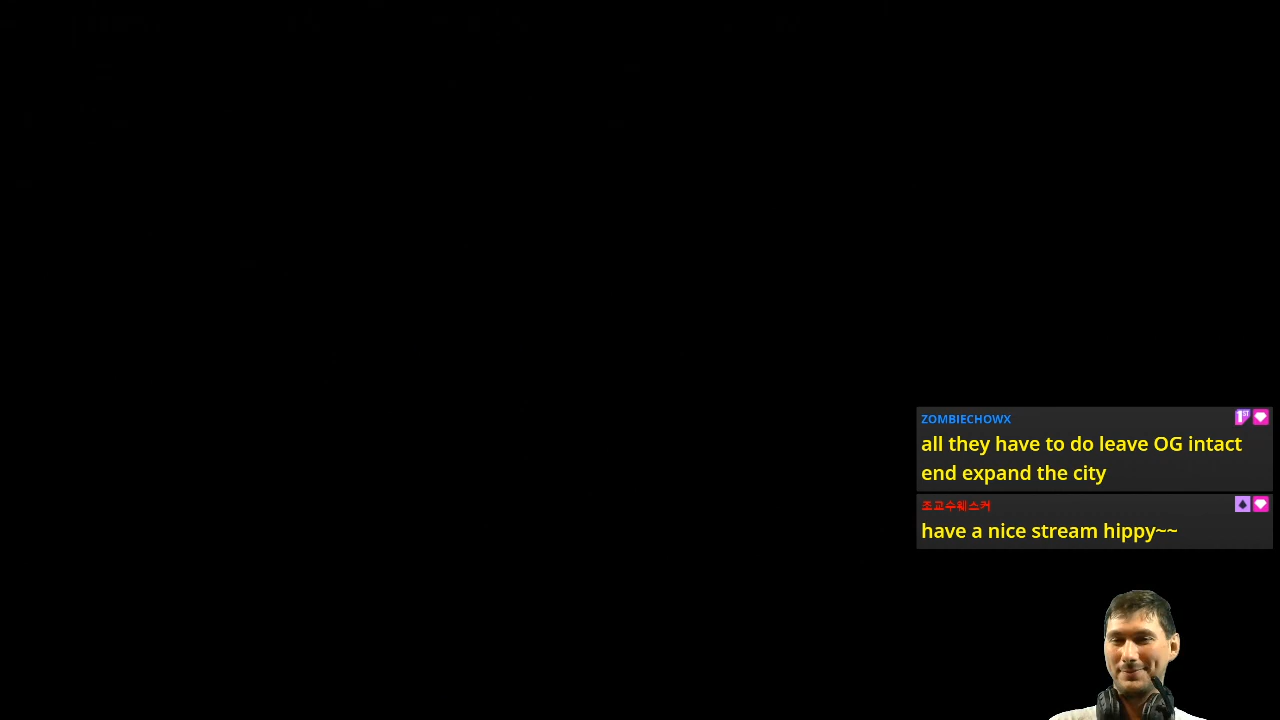 ZOMBIECHOWX
1ST
all they have to do leave OG intact
end expand the city
조교수웨스커
have a nice stream hippy~~